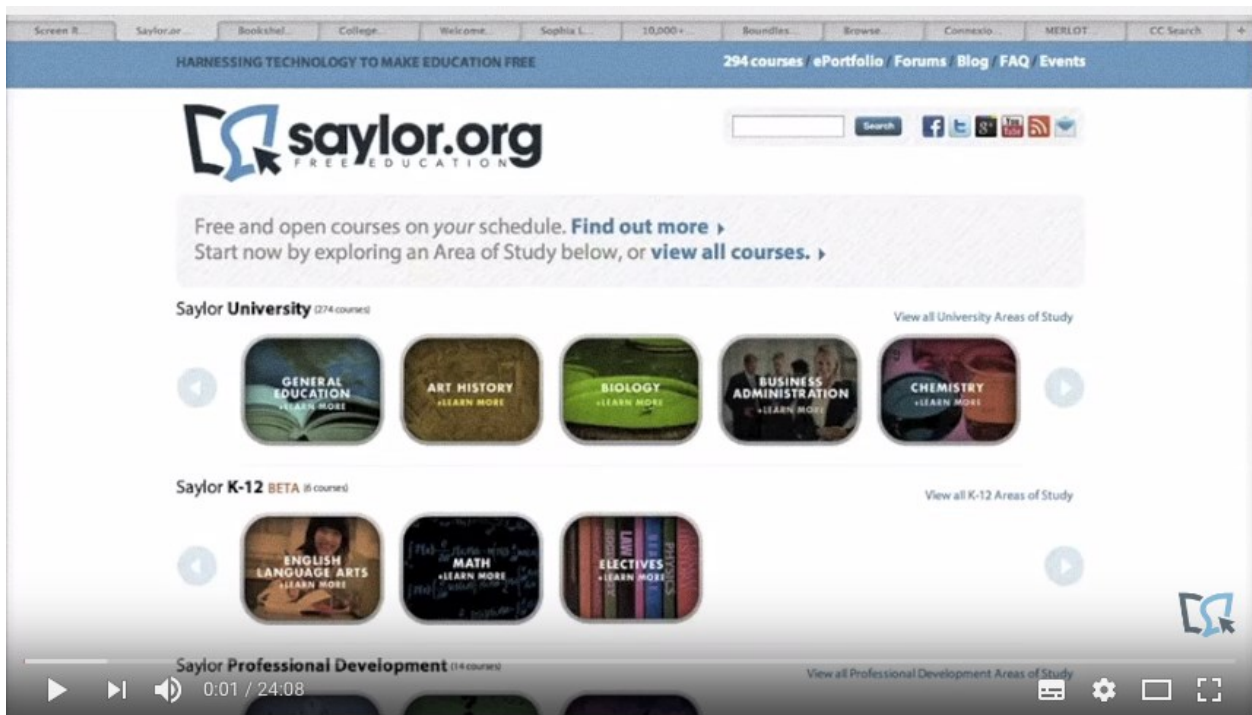 Screen R...
Saylor.or...
Bookshel...
College...
Welcome...
Sophia L...
10,000+...
Boundles...
Browse...
Connexio...
MERLOT...
CC Search
+
HARNESSING TECHNOLOGY TO MAKE EDUCATION FREE
294 courses / ePortfolio / Forums / Blog / FAQ / Events
saylor.org
FREE EDUCATION
Search
Free and open courses on your schedule. Find out more
Start now by exploring an Area of Study below, or view all courses.
Saylor University (274 courses)
View all University Areas of Study
GENERAL
EDUCATION
+LEARN MORE
ART HISTORY
+LEARN MORE
BIOLOGY
+LEARN MORE
BUSINESS
ADMINISTRATION
+LEARN MORE
CHEMISTRY
+LEARN MORE
Saylor K-12 BETA (6 courses)
View all K-12 Areas of Study
ENGLISH
LANGUAGE ARTS
+LEARN MORE
MATH
+LEARN MORE
ELECTIVES
+LEARN MORE
LAW
PHYSICS
Saylor Professional Development (14 courses)
View all Professional Development Areas of Study
0:01 / 24:08